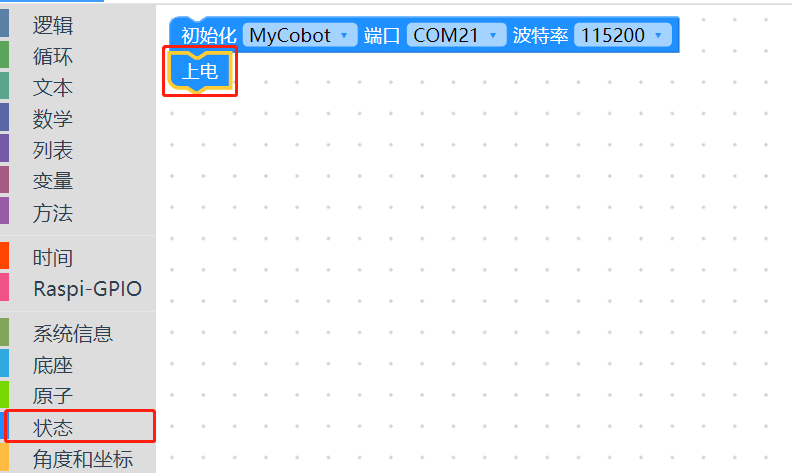 逻辑
循环
文本
数学
列表
变量
方法
时间
Raspi-GPIO
系统信息
底座
原子
状态
角度和坐标
初始化 MyCobot 端口 COM21 波特率 115200
上电